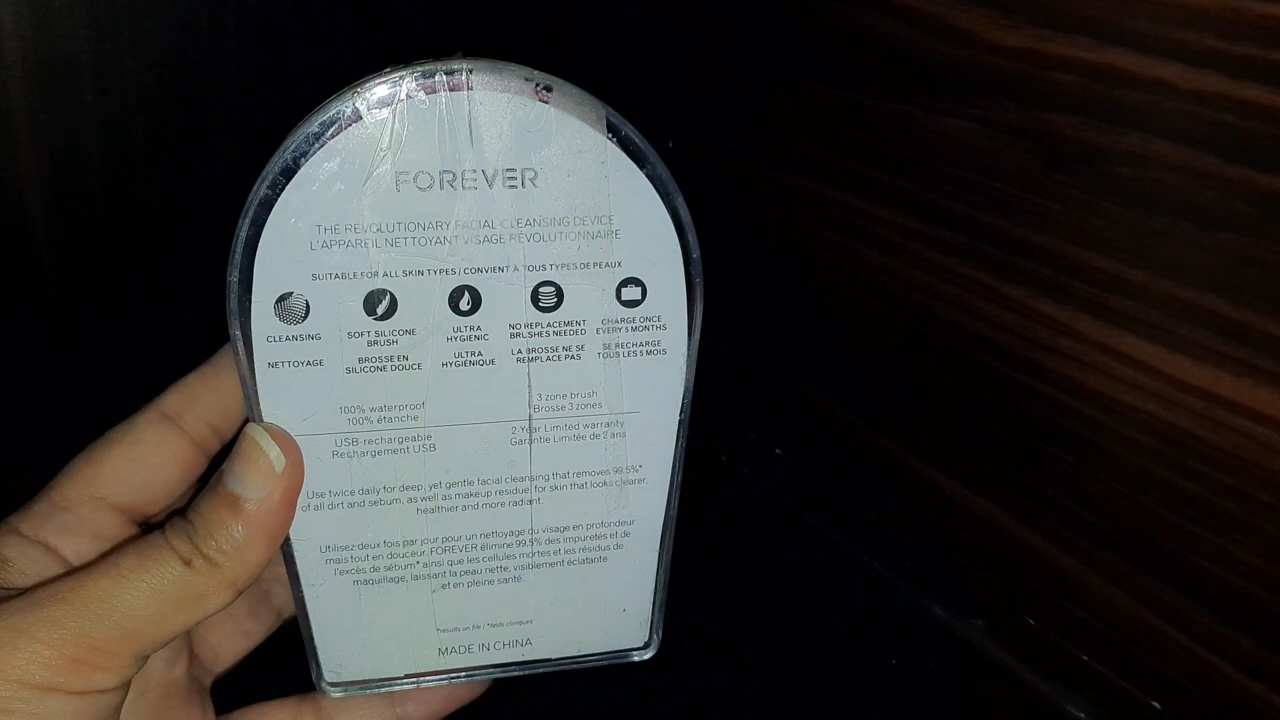 FOREVER
THE REVOLUTIONARY FACIAL CLEANSING DEVICE
L'APPAREIL NETTOYANT VISAGE RÉVOLUTIONNAIRE
SUITABLE FOR ALL SKIN TYPES / CONVIENT À TOUS TYPES DE PEAUX
CLEANSING
NETTOYAGE
SOFT SILICONE
BRUSH
BROSSE EN
SILICONE DOUCE
ULTRA
HYGIENIC
ULTRA
HYGIÉNIQUE
NO REPLACEMENT
BRUSHES NEEDED
LA BROSSE NE SE
REMPLACE PAS
CHARGE ONCE
EVERY 5 MONTHS
SE RECHARGE
TOUS LES 5 MOIS
100% waterproof
100% étanche
3 zone brush
Brosse 3 zones
USB-rechargeable
Rechargement USB
2-Year Limited warranty
Garantie Limitée de 2 ans
Use twice daily for deep, yet gentle facial cleansing that removes 99.5%*
of all dirt and sebum, as well as makeup residue for skin that looks clearer,
healthier and more radiant.
Utilisez deux fois par jour pour un nettoyage du visage en profondeur
mais tout en douceur. FOREVER élimine 99,5% des impuretés et de
l'excès de sébum* ainsi que les cellules mortes et les résidus de
maquillage, laissant la peau nette, visiblement éclatante
et en pleine santé.
*results on file / *tests cliniques
MADE IN CHINA